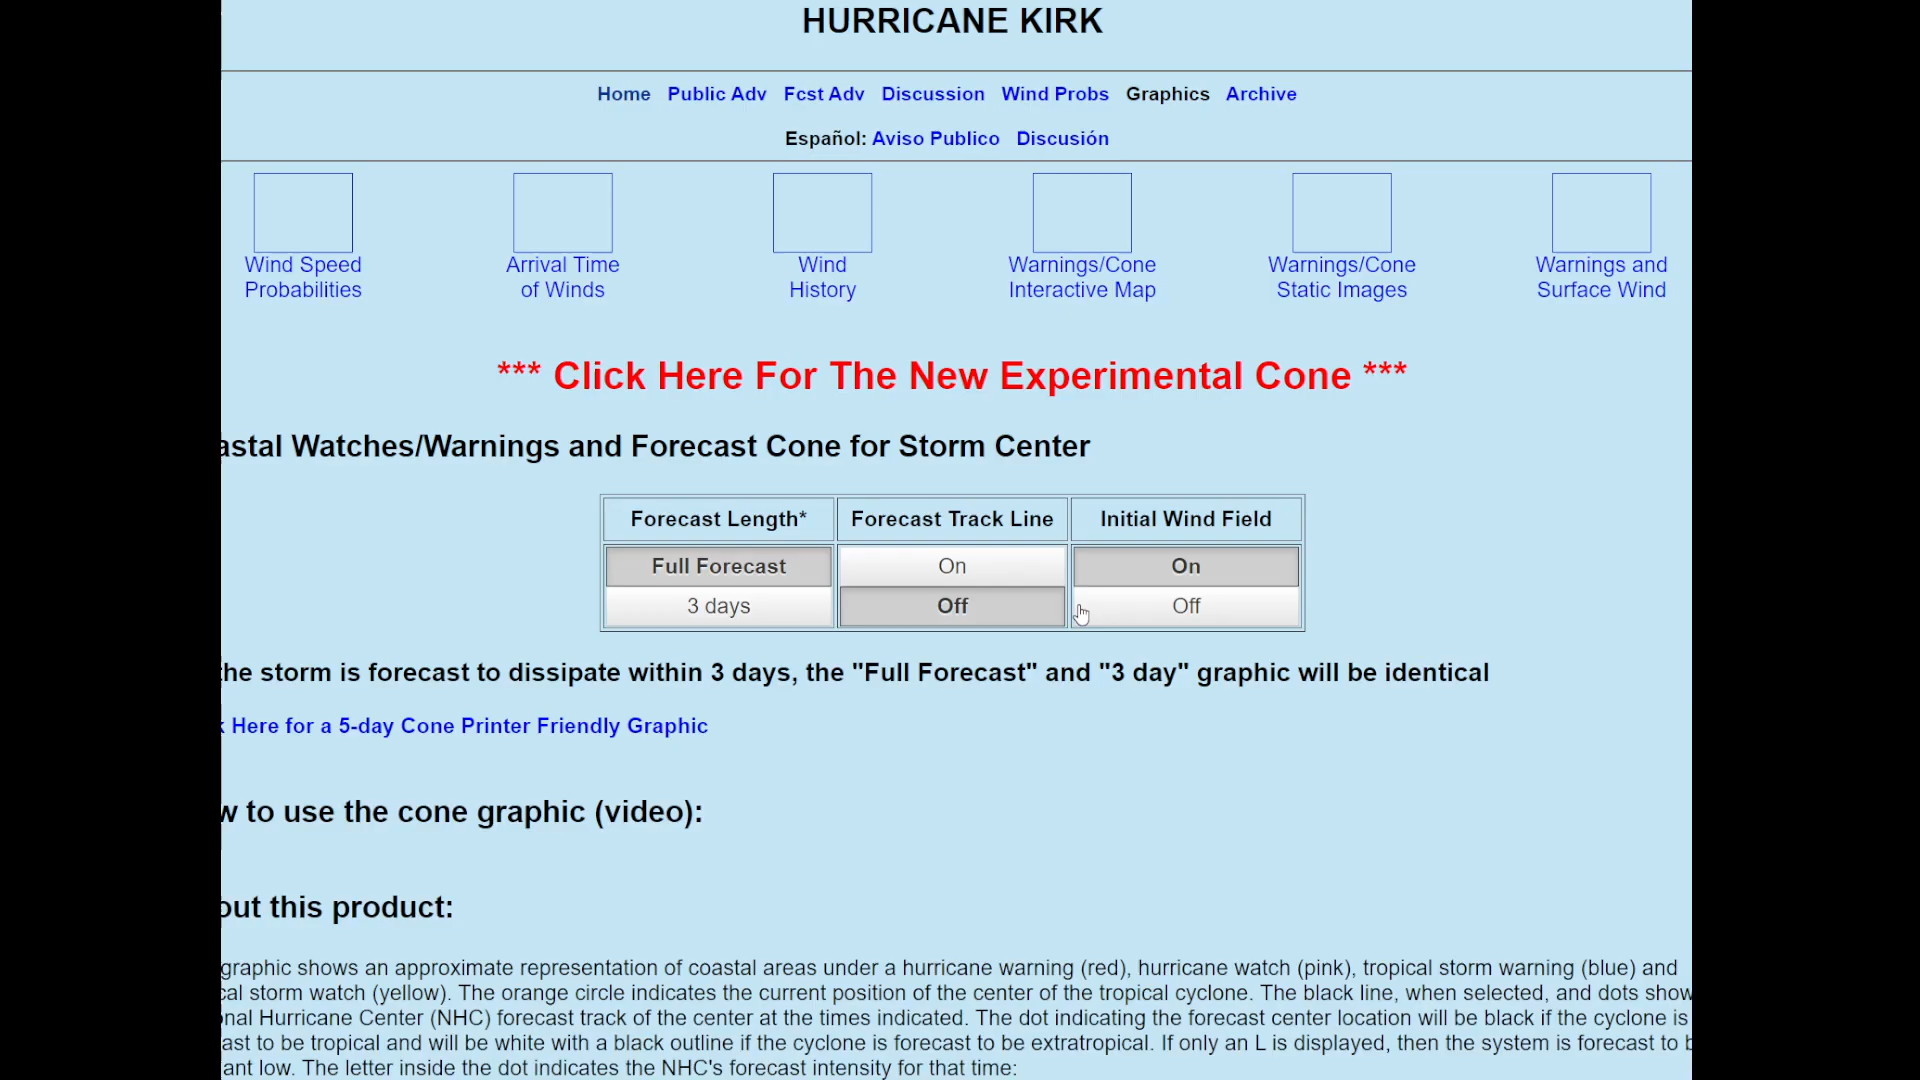 HURRICANE KIRK
Home Public Adv Fcst Adv Discussion Wind Probs Graphics Archive
Español: Aviso Publico Discusión
Wind Speed
Probabilities
Arrival Time
of Winds
Wind
History
Warnings/Cone
Interactive Map
Warnings/Cone
Static Images
Warnings and
Surface Wind
*** Click Here For The New Experimental Cone ***
astal Watches/Warnings and Forecast Cone for Storm Center
Forecast Length* Forecast Track Line Initial Wind Field
Full Forecast On On
3 days Off Off
the storm is forecast to dissipate within 3 days, the "Full Forecast" and "3 day" graphic will be identical
k Here for a 5-day Cone Printer Friendly Graphic
w to use the cone graphic (video):
out this product:
graphic shows an approximate representation of coastal areas under a hurricane warning (red), hurricane watch (pink), tropical storm warning (blue) and
cal storm watch (yellow). The orange circle indicates the current position of the center of the tropical cyclone. The black line, when selected, and dots show
onal Hurricane Center (NHC) forecast track of the center at the times indicated. The dot indicating the forecast center location will be black if the cyclone is
ast to be tropical and will be white with a black outline if the cyclone is forecast to be extratropical. If only an L is displayed, then the system is forecast to b
ant low. The letter inside the dot indicates the NHC's forecast intensity for that time: